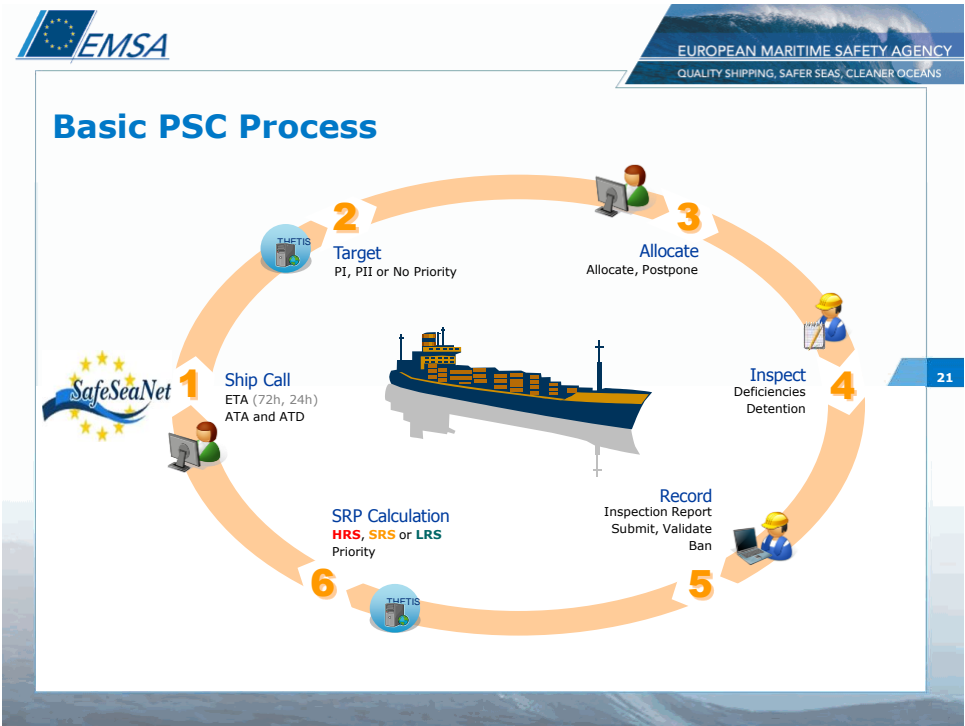 EMSA
EUROPEAN MARITIME SAFETY AGENCY
QUALITY SHIPPING, SAFER SEAS, CLEANER OCEANS
Basic PSC Process
2
THETIS
Target
PI, PII or No Priority
3
Allocate
Allocate, Postpone
SafeSeaNet
1
Ship Call
ETA (72h, 24h)
ATA and ATD
Inspect
Deficiencies
Detention
4
21
SRP Calculation
HRS, SRS or LRS
Priority
6
THETIS
Record
Inspection Report
Submit, Validate
Ban
5